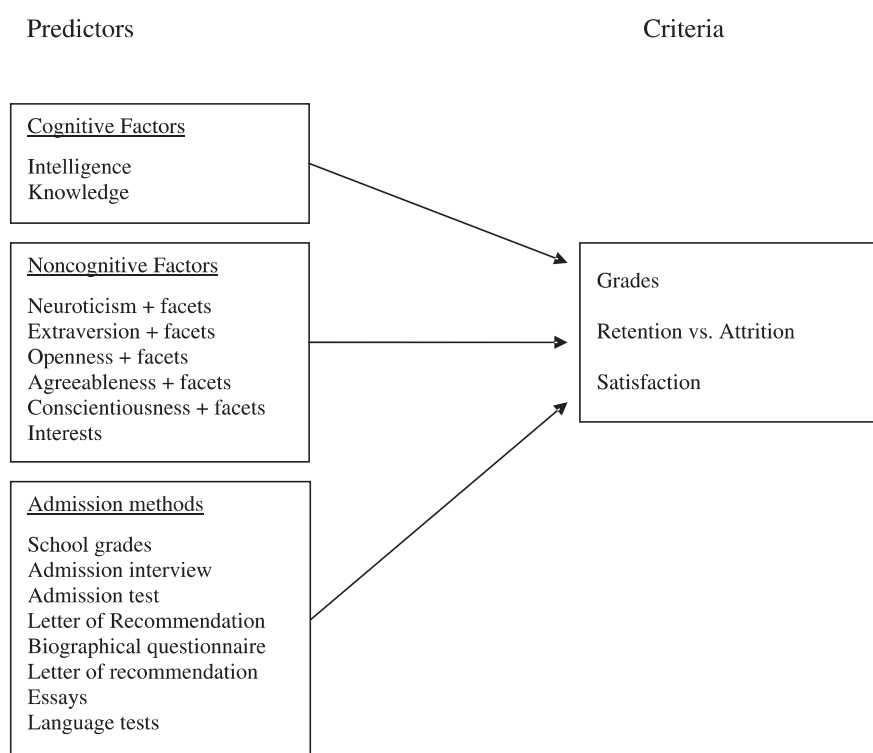 Predictors
Criteria
Cognitive Factors
Intelligence
Knowledge
Noncognitive Factors
Neuroticism + facets
Extraversion + facets
Openness + facets
Agreeableness + facets
Conscientiousness + facets
Interests
Admission methods
School grades
Admission interview
Admission test
Letter of Recommendation
Biographical questionnaire
Letter of recommendation
Essays
Language tests
Grades
Retention vs. Attrition
Satisfaction